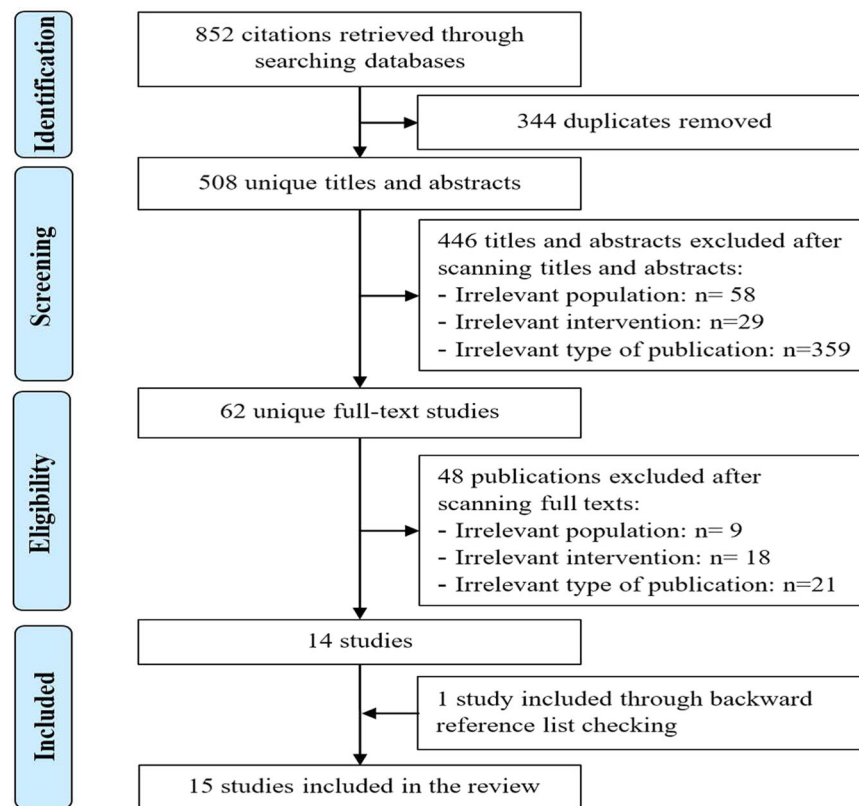 Identification
852 citations retrieved through
searching databases
344 duplicates removed
Screening
508 unique titles and abstracts
446 titles and abstracts excluded after
scanning titles and abstracts:
- Irrelevant population: n= 58
- Irrelevant intervention: n=29
- Irrelevant type of publication: n=359
Eligibility
62 unique full-text studies
48 publications excluded after
scanning full texts:
- Irrelevant population: n= 9
- Irrelevant intervention: n= 18
- Irrelevant type of publication: n=21
Included
14 studies
1 study included through backward
reference list checking
15 studies included in the review